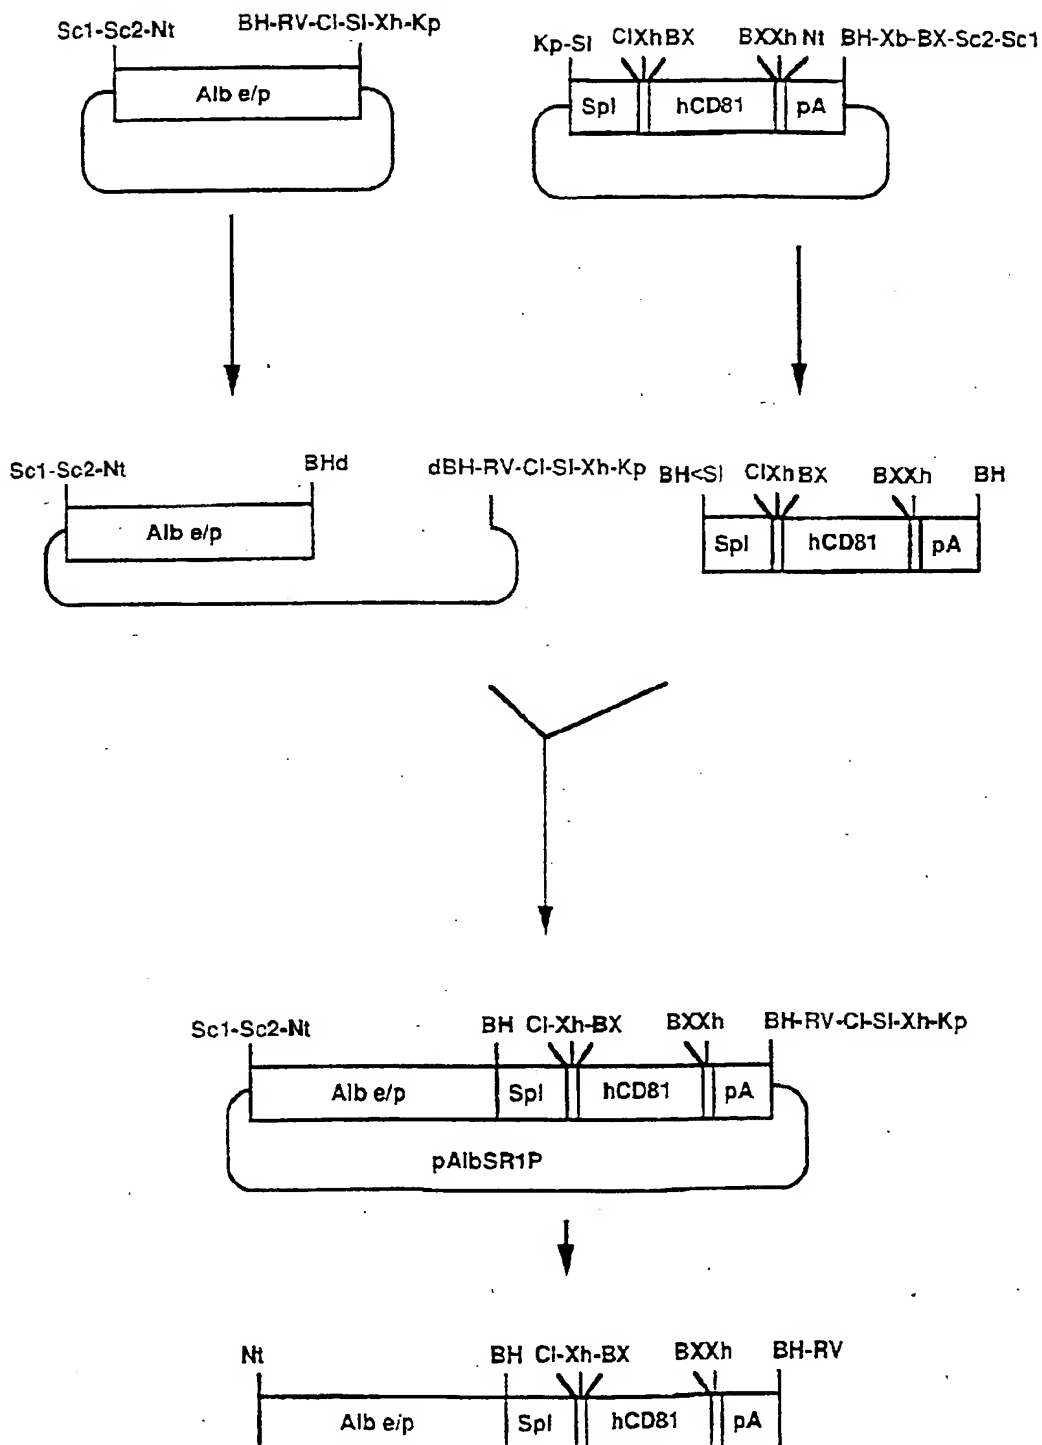 Sc1-Sc2-Nt
BH-RV-Cl-Sl-Xh-Kp
Alb e/p
Kp-Sl
ClXhBX
BXXh Nt
BH-Xb-BX-Sc2-Sc1
Spl
hCD81
pA
Sc1-Sc2-Nt
BHd
dBH-RV-Cl-Sl-Xh-Kp
Alb e/p
BH<Sl
ClXhBX
BXXh
BH
Spl
hCD81
pA
Sc1-Sc2-Nt
BH
Cl-Xh-BX
BXXh
BH-RV-Cl-Sl-Xh-Kp
Alb e/p
Spl
hCD81
pA
pAlbSR1P
Nt
BH
Cl-Xh-BX
BXXh
BH-RV
Alb e/p
Spl
hCD81
pA